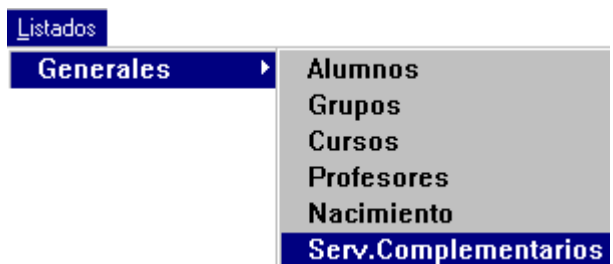 Listados
Generales
Alumnos
Grupos
Cursos
Profesores
Nacimiento
Serv.Complementarios